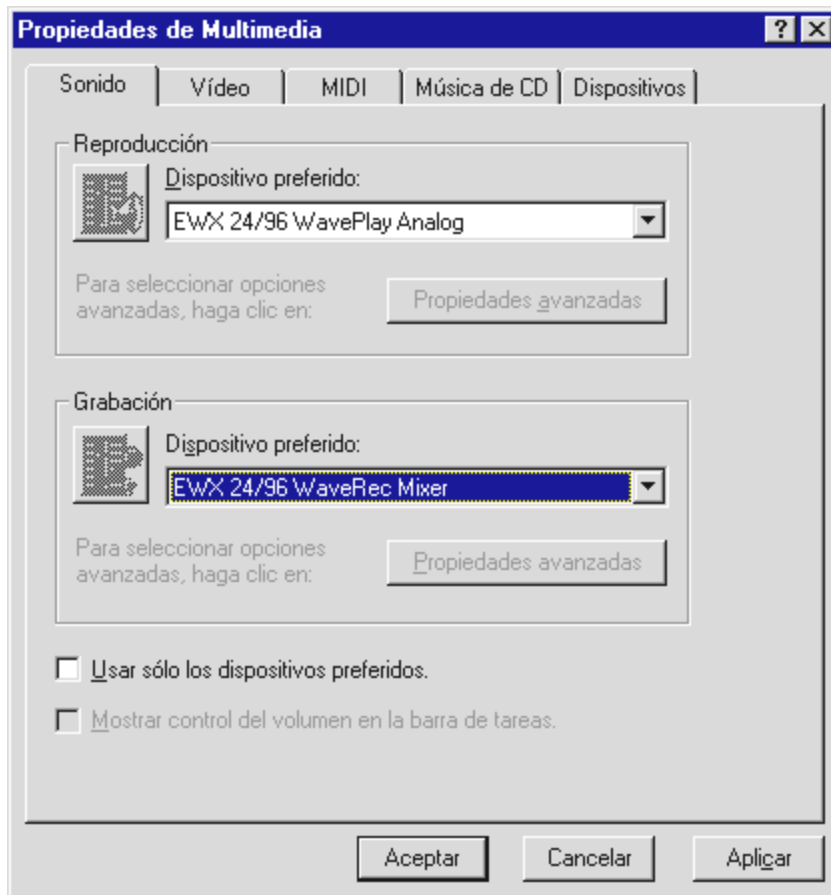 Propiedades de Multimedia
Sonido Vídeo MIDI Música de CD Dispositivos
Reproducción
Dispositivo preferido:
EWX 24/96 WavePlay Analog
Para seleccionar opciones
avanzadas, haga clic en:
Propiedades avanzadas
Grabación
Dispositivo preferido:
EWX 24/96 WaveRec Mixer
Para seleccionar opciones
avanzadas, haga clic en:
Propiedades avanzadas
Usar sólo los dispositivos preferidos.
Mostrar control del volumen en la barra de tareas.
Aceptar Cancelar Aplicar